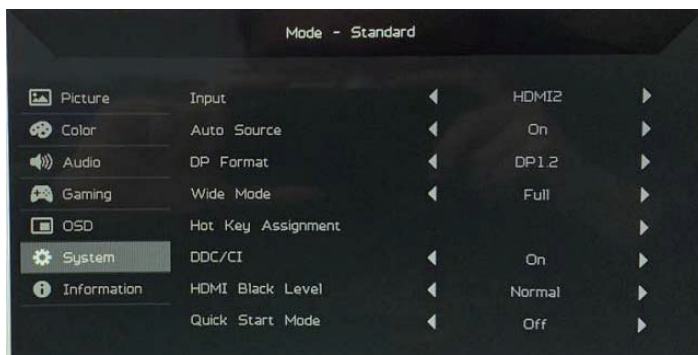 Mode - Standard
Picture Input HDMI2
Color Auto Source On
Audio DP Format DP1.2
Gaming Wide Mode Full
OSD Hot Key Assignment
System DDC/CI On
Information HDMI Black Level Normal
Quick Start Mode Off